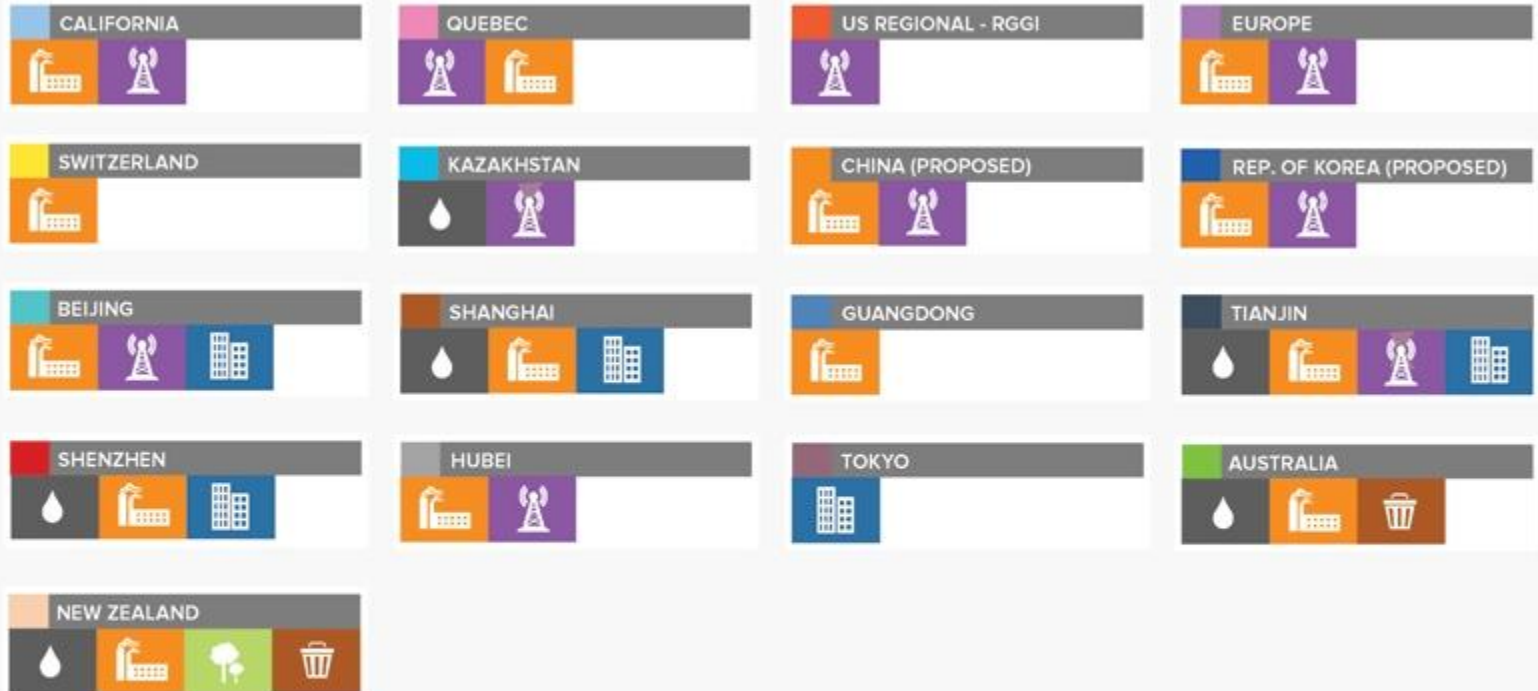 CALIFORNIA
QUEBEC
US REGIONAL - RGGI
EUROPE
SWITZERLAND
KAZAKHSTAN
CHINA (PROPOSED)
REP. OF KOREA (PROPOSED)
BEIJING
SHANGHAI
GUANGDONG
TIANJIN
SHENZHEN
HUBEI
TOKYO
AUSTRALIA
NEW ZEALAND